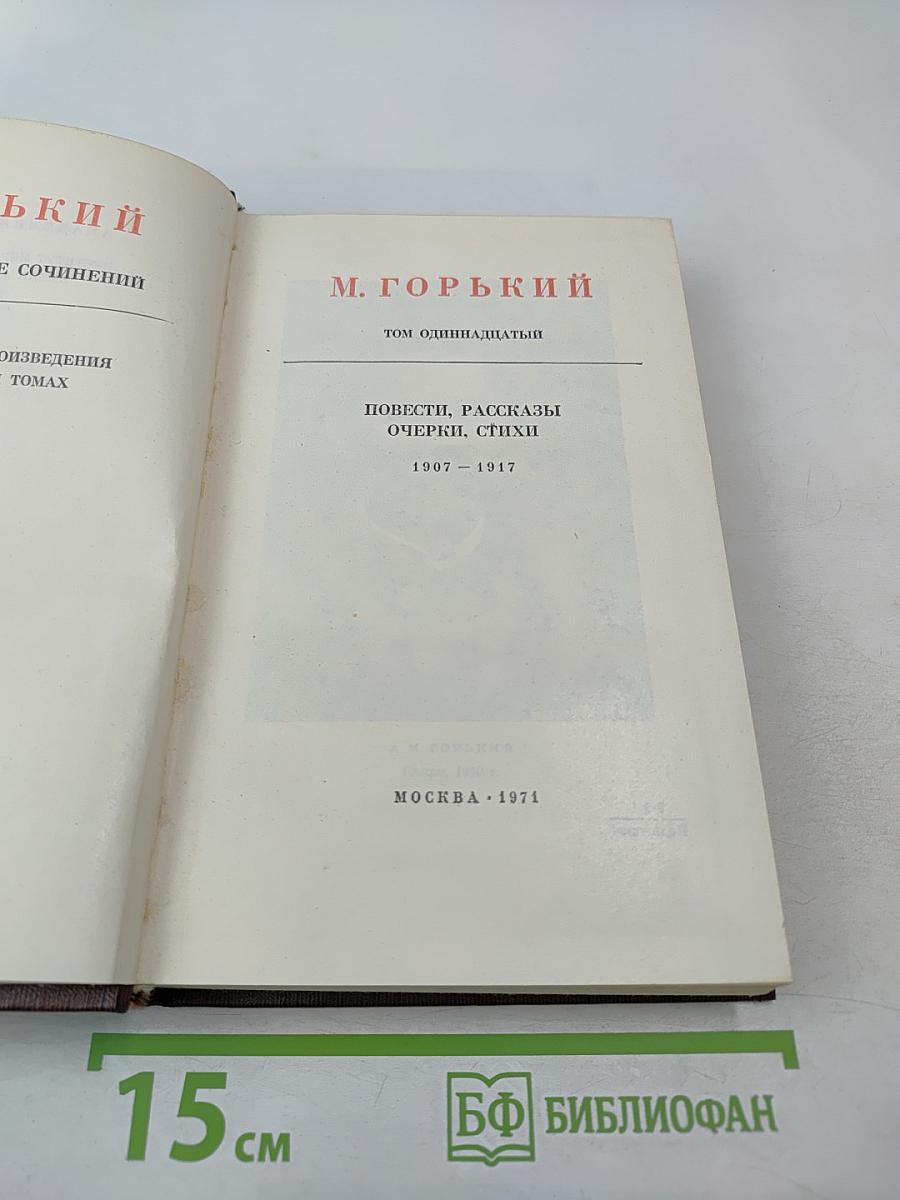 ЬКИЙ
Е СОЧИНЕНИЙ
ОИЗВЕДЕНИЯ
ТОМАХ
М. ГОРЬКИЙ
ТОМ ОДИННАДЦАТЫЙ
ПОВЕСТИ, РАССКАЗЫ
ОЧЕРКИ, СТИХИ
1907 — 1917
МОСКВА · 1971
15 см
БФ БИБЛИОФАН